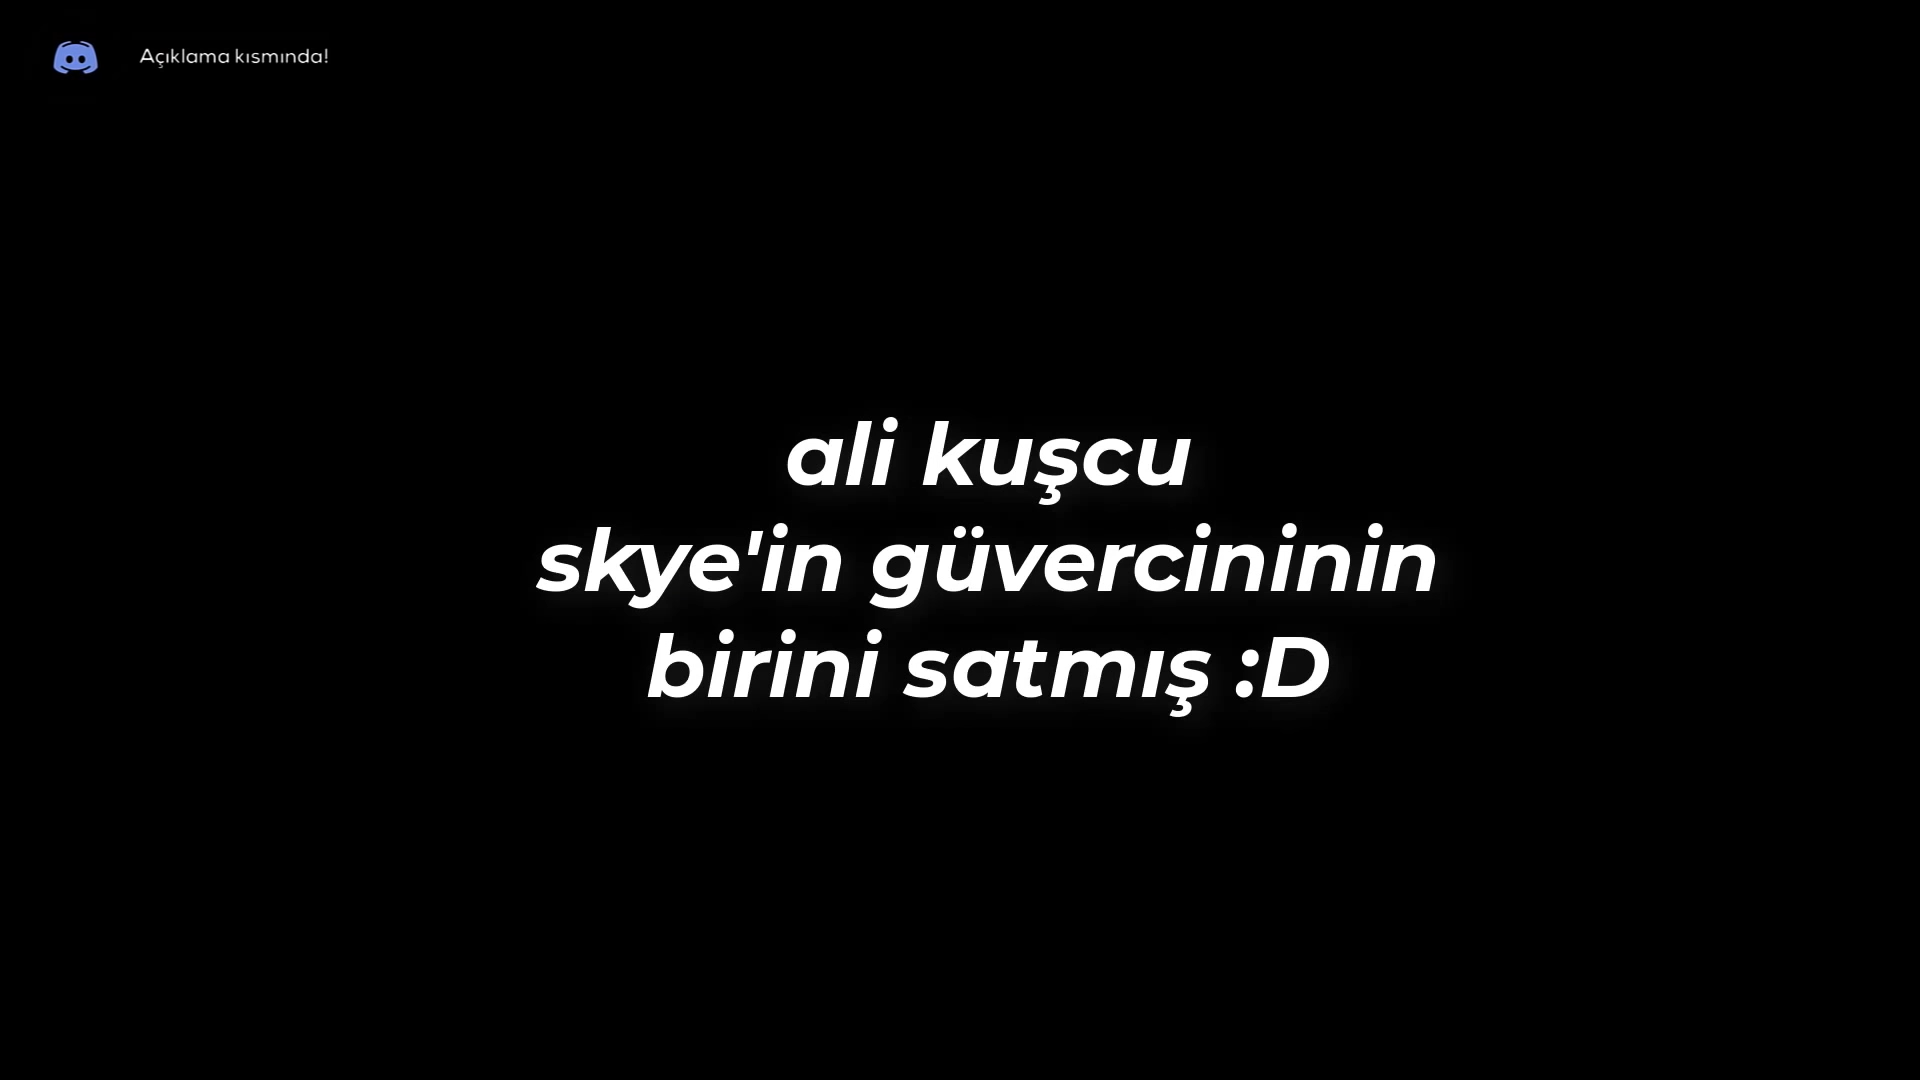 Açıklama kısmında!
ali kuşcu
skye'in güvercininin
birini satmış :D